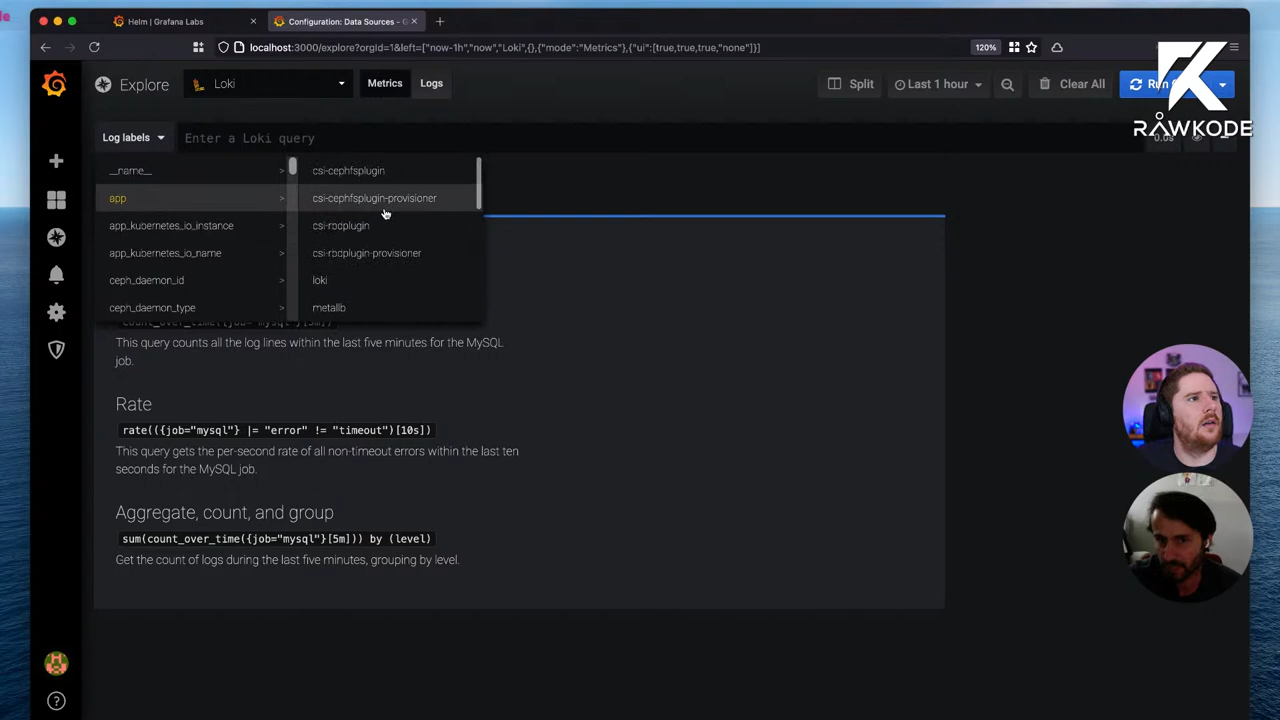 Helm | Grafana Labs
Configuration: Data Sources - G
localhost:3000/explore?orgId=1&left=["now-1h","now","Loki",{},{"mode":"Metrics"},{"ui":[true,true,true,"none"]}]
120%
Explore
Loki
Metrics
Logs
Split
Last 1 hour
Clear All
RAWKODE
Log labels
Enter a Loki query
0.0s
__name__ >
csi-cephfsplugin
app >
csi-cephfsplugin-provisioner
app_kubernetes_io_instance >
csi-rbdplugin
app_kubernetes_io_name >
csi-rbdplugin-provisioner
ceph_daemon_id >
loki
ceph_daemon_type >
metallb
count_over_time({job="mysql"}[5m])
This query counts all the log lines within the last five minutes for the MySQL
job.
Rate
rate(({job="mysql"} |= "error" != "timeout")[10s])
This query gets the per-second rate of all non-timeout errors within the last ten
seconds for the MySQL job.
Aggregate, count, and group
sum(count_over_time({job="mysql"}[5m])) by (level)
Get the count of logs during the last five minutes, grouping by level.